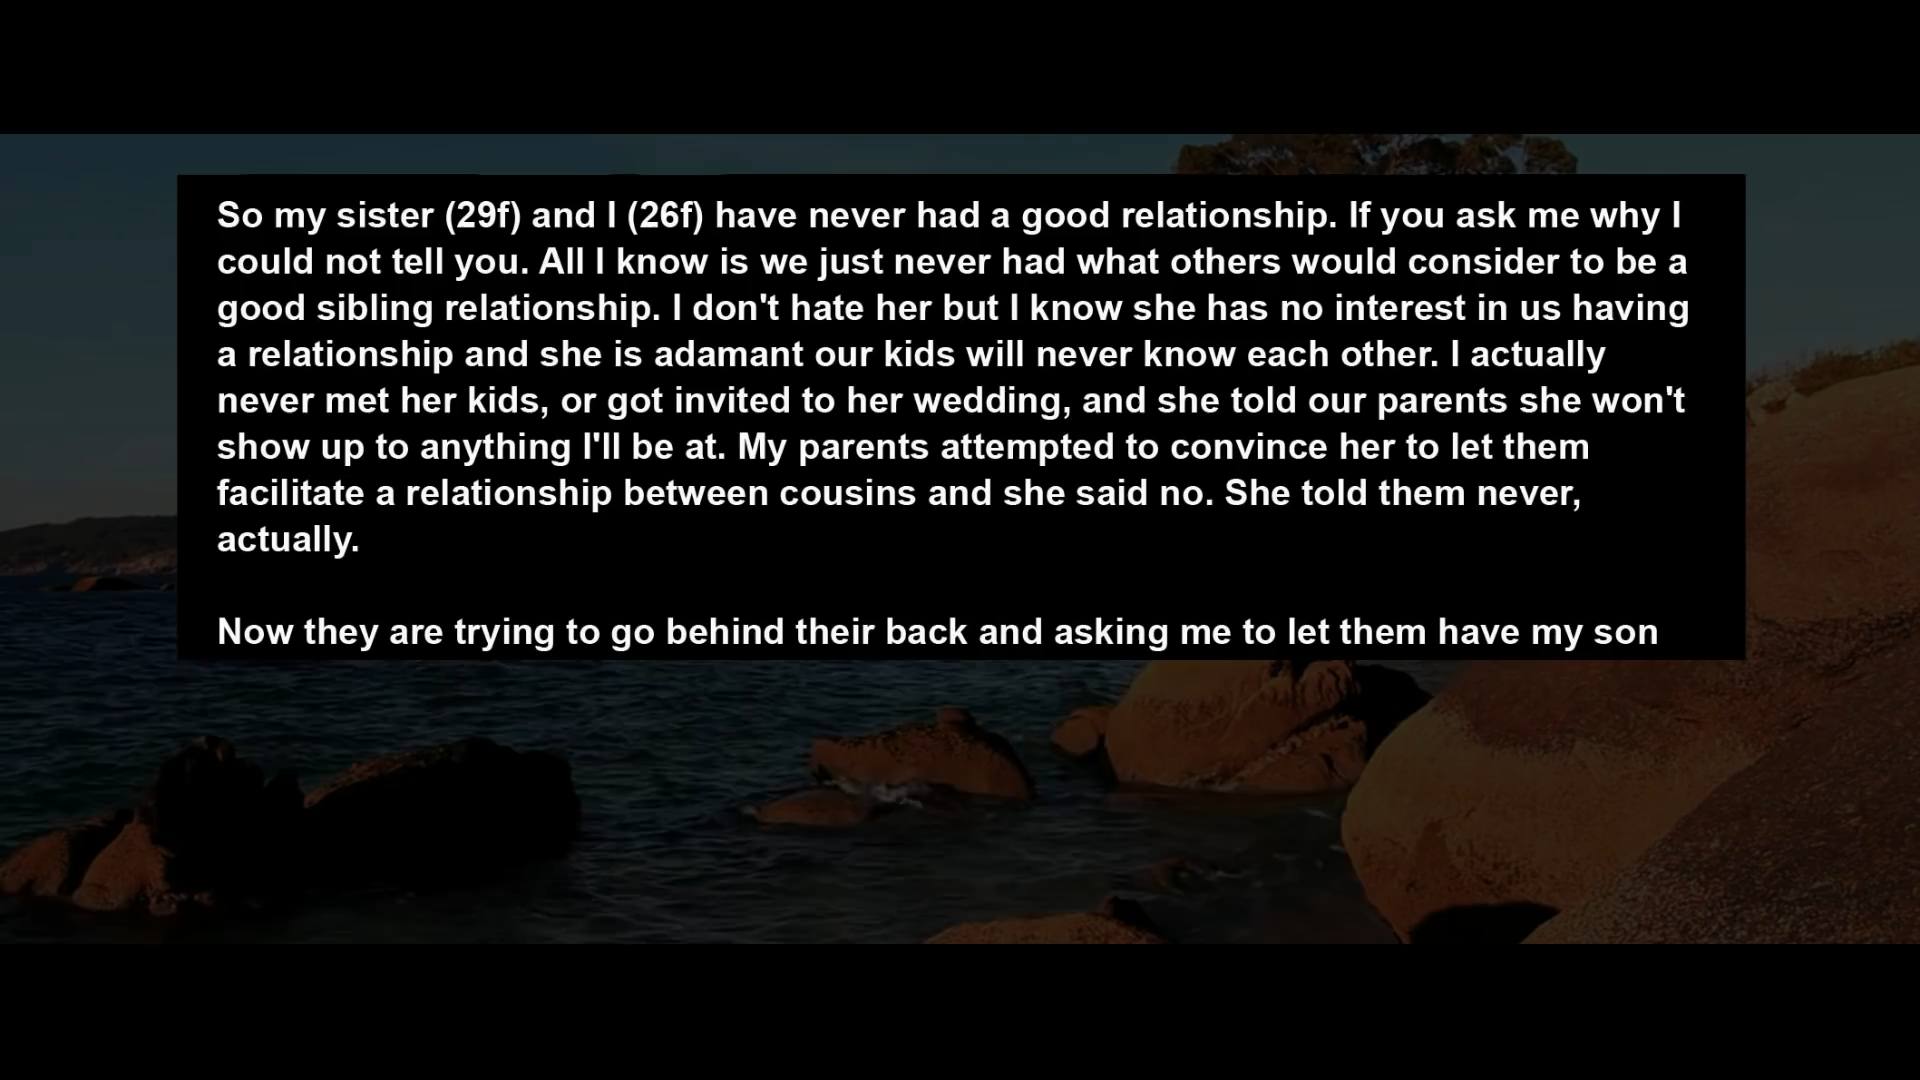 So my sister (29f) and I (26f) have never had a good relationship. If you ask me why I
could not tell you. All I know is we just never had what others would consider to be a
good sibling relationship. I don't hate her but I know she has no interest in us having
a relationship and she is adamant our kids will never know each other. I actually
never met her kids, or got invited to her wedding, and she told our parents she won't
show up to anything I'll be at. My parents attempted to convince her to let them
facilitate a relationship between cousins and she said no. She told them never,
actually.
Now they are trying to go behind their back and asking me to let them have my son